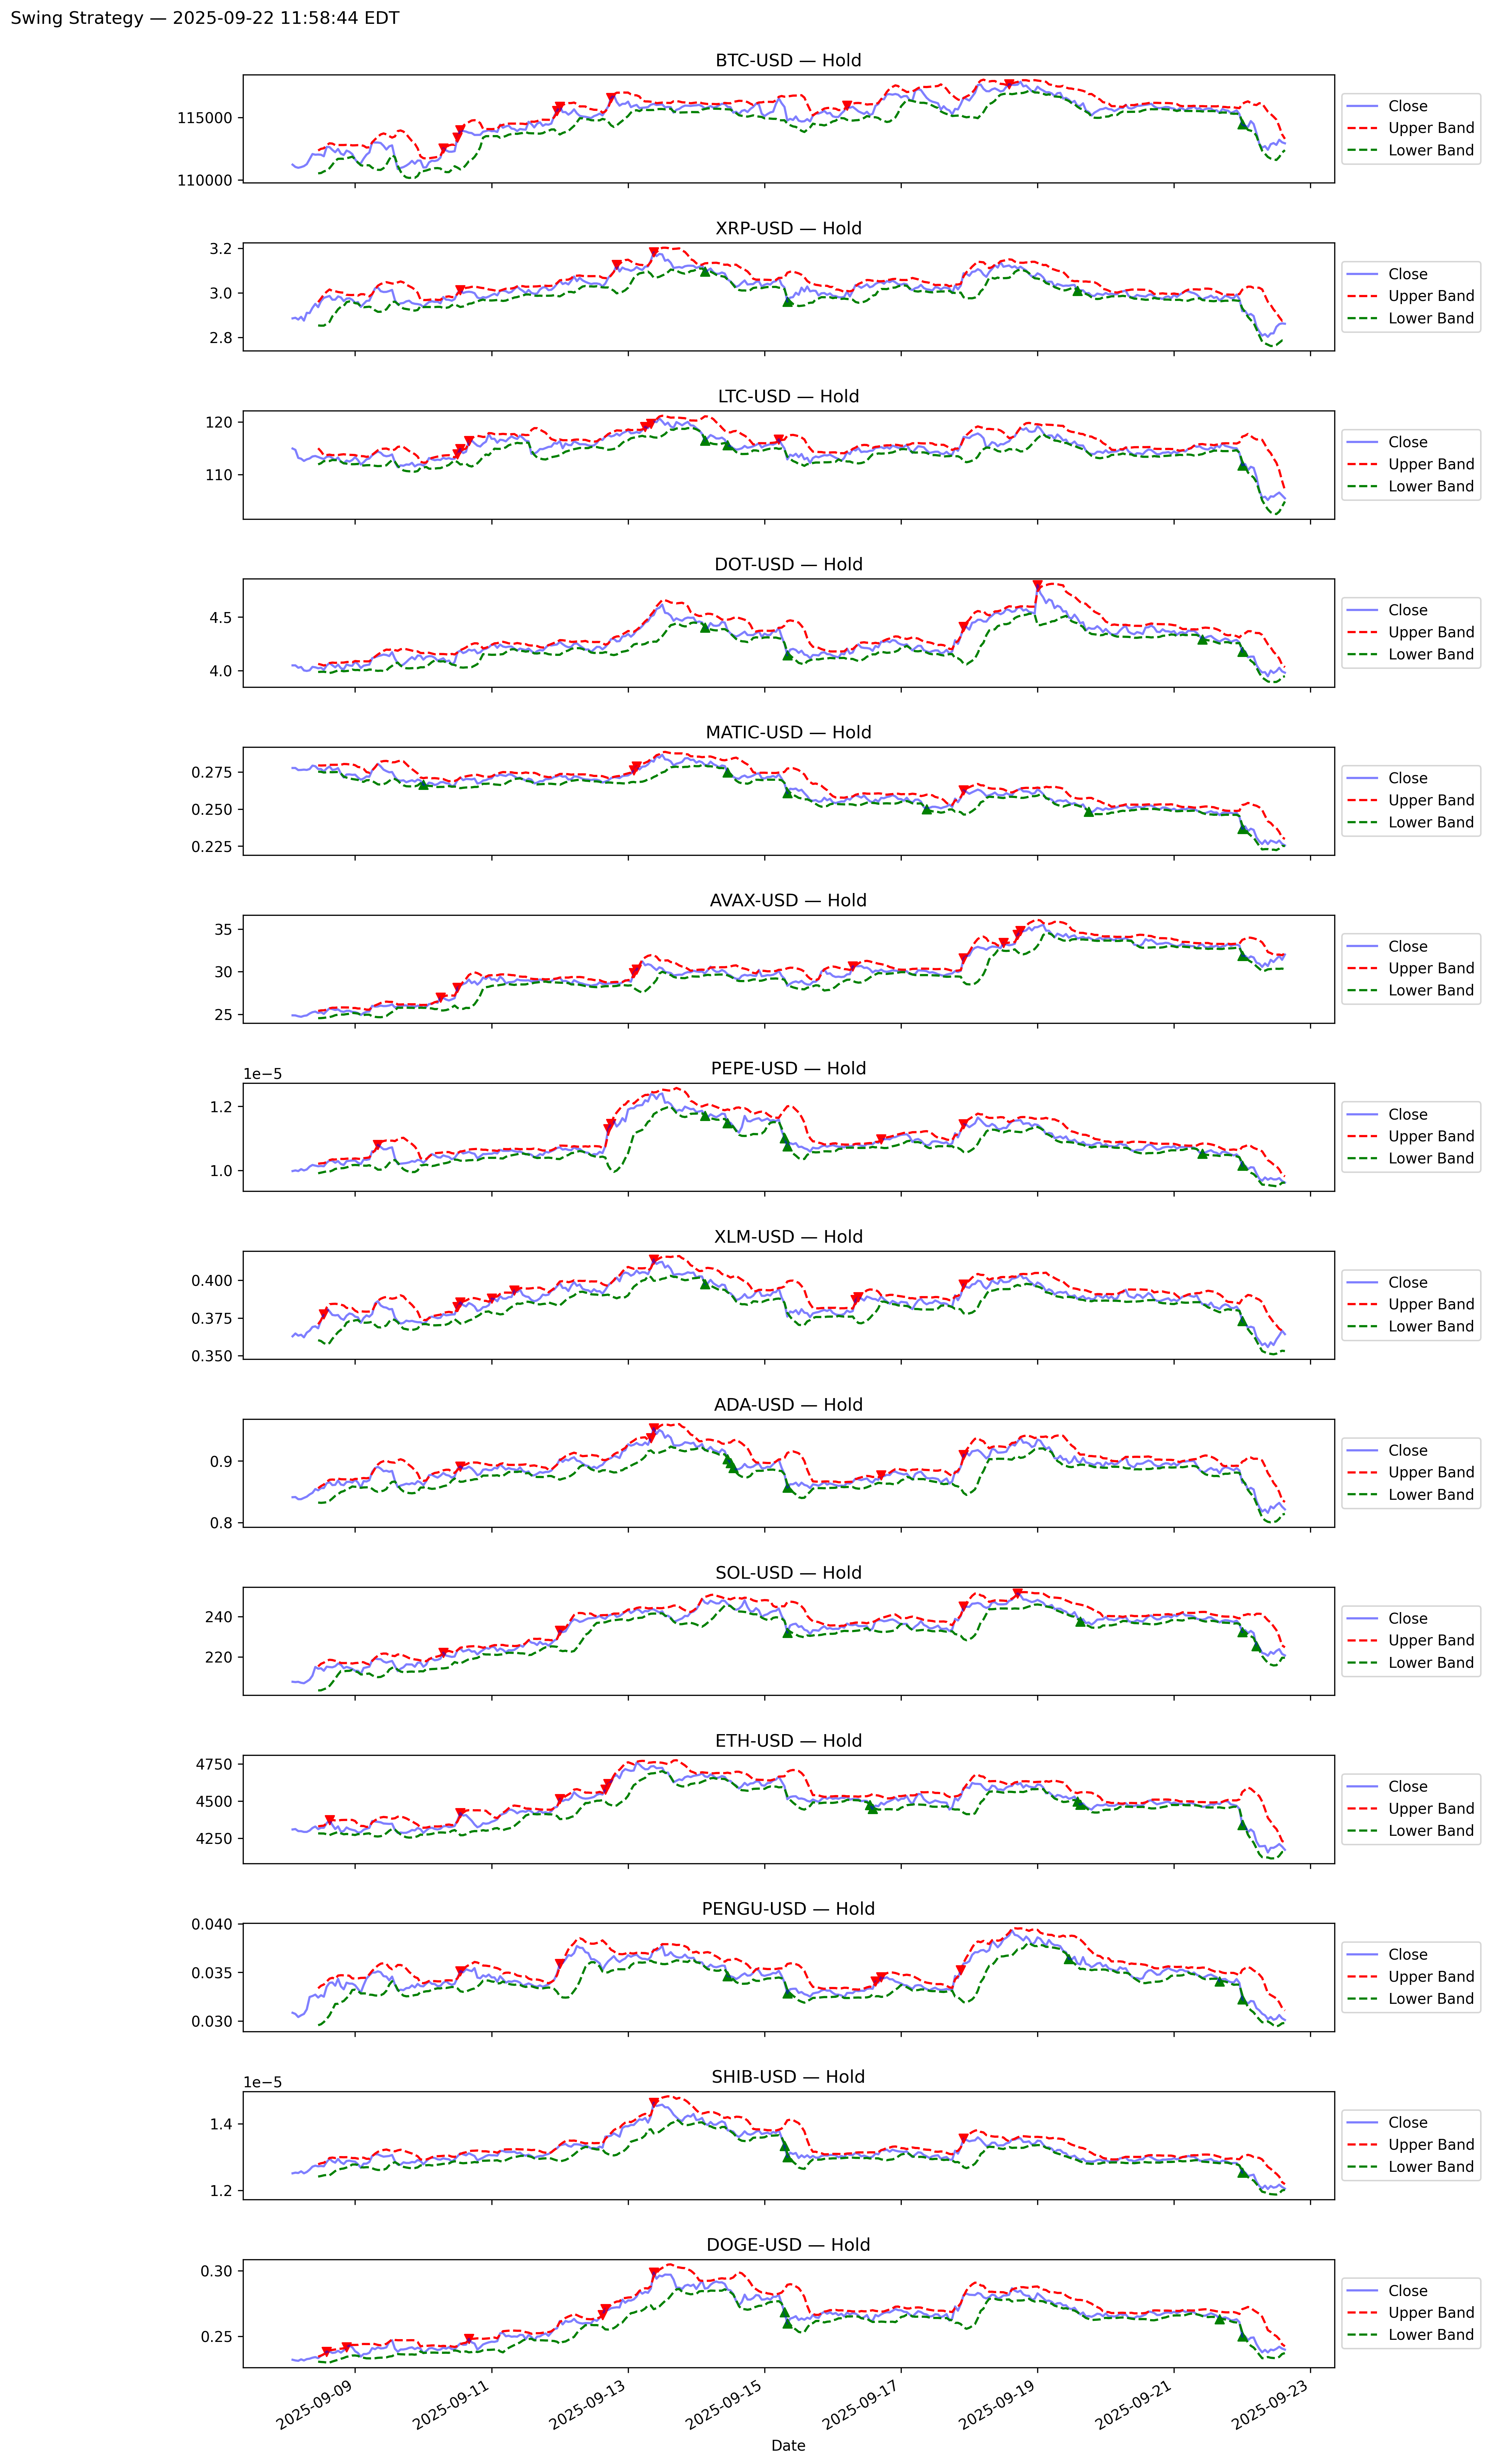 Swing Strategy — 2025-09-22 11:58:44 EDT
BTC-USD — Hold
115000
110000
Close
Upper Band
Lower Band
XRP-USD — Hold
3.2
3.0
2.8
Close
Upper Band
Lower Band
LTC-USD — Hold
120
110
Close
Upper Band
Lower Band
DOT-USD — Hold
4.5
4.0
Close
Upper Band
Lower Band
MATIC-USD — Hold
0.275
0.250
0.225
Close
Upper Band
Lower Band
AVAX-USD — Hold
35
30
25
Close
Upper Band
Lower Band
PEPE-USD — Hold
1e−5
1.2
1.0
Close
Upper Band
Lower Band
XLM-USD — Hold
0.400
0.375
0.350
Close
Upper Band
Lower Band
ADA-USD — Hold
0.9
0.8
Close
Upper Band
Lower Band
SOL-USD — Hold
240
220
Close
Upper Band
Lower Band
ETH-USD — Hold
4750
4500
4250
Close
Upper Band
Lower Band
PENGU-USD — Hold
0.040
0.035
0.030
Close
Upper Band
Lower Band
SHIB-USD — Hold
1e−5
1.4
1.2
Close
Upper Band
Lower Band
DOGE-USD — Hold
0.30
0.25
Close
Upper Band
Lower Band
2025-09-09 2025-09-11 2025-09-13 2025-09-15 2025-09-17 2025-09-19 2025-09-21 2025-09-23
Date